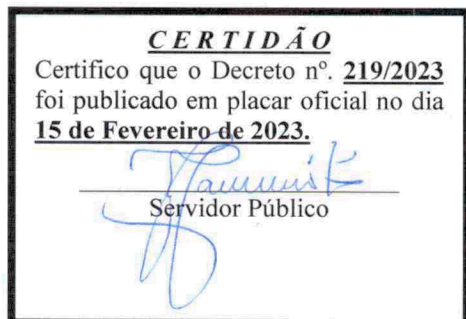 CERTIDÃO
Certifico que o Decreto nº. 219/2023
foi publicado em placar oficial no dia
15 de Fevereiro de 2023.
Servidor Público